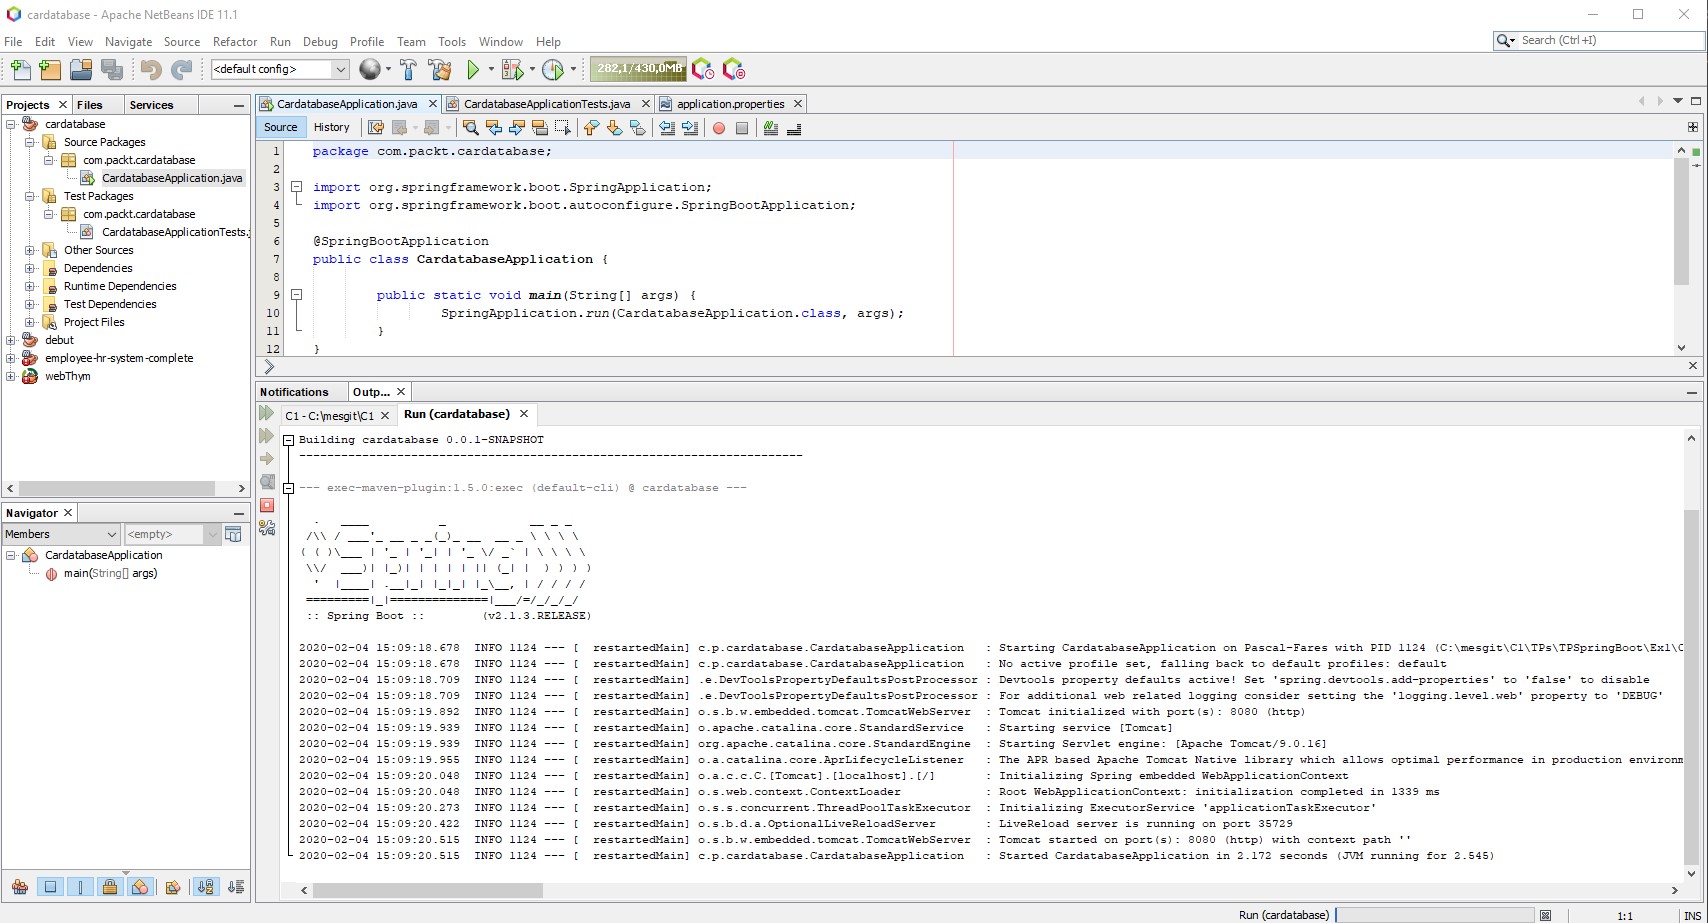 cardatabase - Apache NetBeans IDE 11.1
File Edit View Navigate Source Refactor Run Debug Profile Team Tools Window Help
Search (Ctrl+I)
<default config>
282,1/430,0MB
Projects Files Services
cardatabase
Source Packages
com.packt.cardatabase
CardatabaseApplication.java
Test Packages
com.packt.cardatabase
CardatabaseApplicationTests.j
Other Sources
Dependencies
Runtime Dependencies
Test Dependencies
Project Files
debut
employee-hr-system-complete
webThym
Navigator
Members <empty>
CardatabaseApplication
main(String[] args)
CardatabaseApplication.java CardatabaseApplicationTests.java application.properties
Source History
1 package com.packt.cardatabase;
2
3 import org.springframework.boot.SpringApplication;
4 import org.springframework.boot.autoconfigure.SpringBootApplication;
5
6 @SpringBootApplication
7 public class CardatabaseApplication {
8
9 public static void main(String[] args) {
10 SpringApplication.run(CardatabaseApplication.class, args);
11 }
12 }
Notifications Outp...
C1 - C:\mesgit\C1 Run (cardatabase)
Building cardatabase 0.0.1-SNAPSHOT
------------------------------------------------------------------------
--- exec-maven-plugin:1.5.0:exec (default-cli) @ cardatabase ---
  .   ____          _            __ _ _
 /\\ / ___'_ __ _ _(_)_ __  __ _ \ \ \ \
( ( )\___ | '_ | '_| | '_ \/ _` | \ \ \ \
 \\/  ___)| |_)| | | | | || (_| |  ) ) ) )
  '  |____| .__|_| |_|_| |_\__, | / / / /
 =========|_|==============|___/=/_/_/_/
 :: Spring Boot ::        (v2.1.3.RELEASE)
2020-02-04 15:09:18.678  INFO 1124 --- [  restartedMain] c.p.cardatabase.CardatabaseApplication   : Starting CardatabaseApplication on Pascal-Fares with PID 1124 (C:\mesgit\C1\TPs\TPSpringBoot\Ex1\C
2020-02-04 15:09:18.678  INFO 1124 --- [  restartedMain] c.p.cardatabase.CardatabaseApplication   : No active profile set, falling back to default profiles: default
2020-02-04 15:09:18.709  INFO 1124 --- [  restartedMain] .e.DevToolsPropertyDefaultsPostProcessor : Devtools property defaults active! Set 'spring.devtools.add-properties' to 'false' to disable
2020-02-04 15:09:18.709  INFO 1124 --- [  restartedMain] .e.DevToolsPropertyDefaultsPostProcessor : For additional web related logging consider setting the 'logging.level.web' property to 'DEBUG'
2020-02-04 15:09:19.892  INFO 1124 --- [  restartedMain] o.s.b.w.embedded.tomcat.TomcatWebServer  : Tomcat initialized with port(s): 8080 (http)
2020-02-04 15:09:19.939  INFO 1124 --- [  restartedMain] o.apache.catalina.core.StandardService   : Starting service [Tomcat]
2020-02-04 15:09:19.939  INFO 1124 --- [  restartedMain] org.apache.catalina.core.StandardEngine  : Starting Servlet engine: [Apache Tomcat/9.0.16]
2020-02-04 15:09:19.955  INFO 1124 --- [  restartedMain] o.a.catalina.core.AprLifecycleListener   : The APR based Apache Tomcat Native library which allows optimal performance in production environm
2020-02-04 15:09:20.048  INFO 1124 --- [  restartedMain] o.a.c.c.C.[Tomcat].[localhost].[/]       : Initializing Spring embedded WebApplicationContext
2020-02-04 15:09:20.048  INFO 1124 --- [  restartedMain] o.s.web.context.ContextLoader            : Root WebApplicationContext: initialization completed in 1339 ms
2020-02-04 15:09:20.273  INFO 1124 --- [  restartedMain] o.s.s.concurrent.ThreadPoolTaskExecutor  : Initializing ExecutorService 'applicationTaskExecutor'
2020-02-04 15:09:20.422  INFO 1124 --- [  restartedMain] o.s.b.d.a.OptionalLiveReloadServer       : LiveReload server is running on port 35729
2020-02-04 15:09:20.515  INFO 1124 --- [  restartedMain] o.s.b.w.embedded.tomcat.TomcatWebServer  : Tomcat started on port(s): 8080 (http) with context path ''
2020-02-04 15:09:20.515  INFO 1124 --- [  restartedMain] c.p.cardatabase.CardatabaseApplication   : Started CardatabaseApplication in 2.172 seconds (JVM running for 2.545)
Run (cardatabase) 1:1 INS